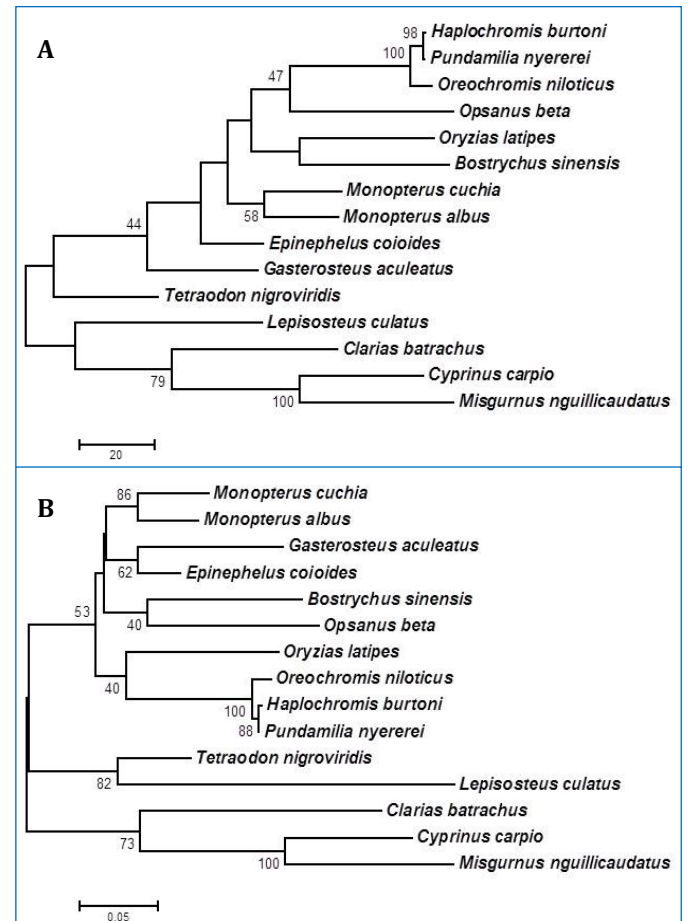 A
98 Haplochromis burtoni
100 Pundamilia nyererei
Oreochromis niloticus
47
Opsanus beta
Oryzias latipes
Bostrychus sinensis
Monopterus cuchia
58 Monopterus albus
44
Epinephelus coioides
Gasterosteus aculeatus
Tetraodon nigroviridis
Lepisosteus culatus
Clarias batrachus
79
Cyprinus carpio
100 Misgurnus nguillicaudatus
20
B
86 Monopterus cuchia
Monopterus albus
Gasterosteus aculeatus
62 Epinephelus coioides
53
Bostrychus sinensis
40 Opsanus beta
Oryzias latipes
40
Oreochromis niloticus
100 Haplochromis burtoni
88 Pundamilia nyererei
Tetraodon nigroviridis
82 Lepisosteus culatus
Clarias batrachus
73
Cyprinus carpio
100 Misgurnus nguillicaudatus
0.05